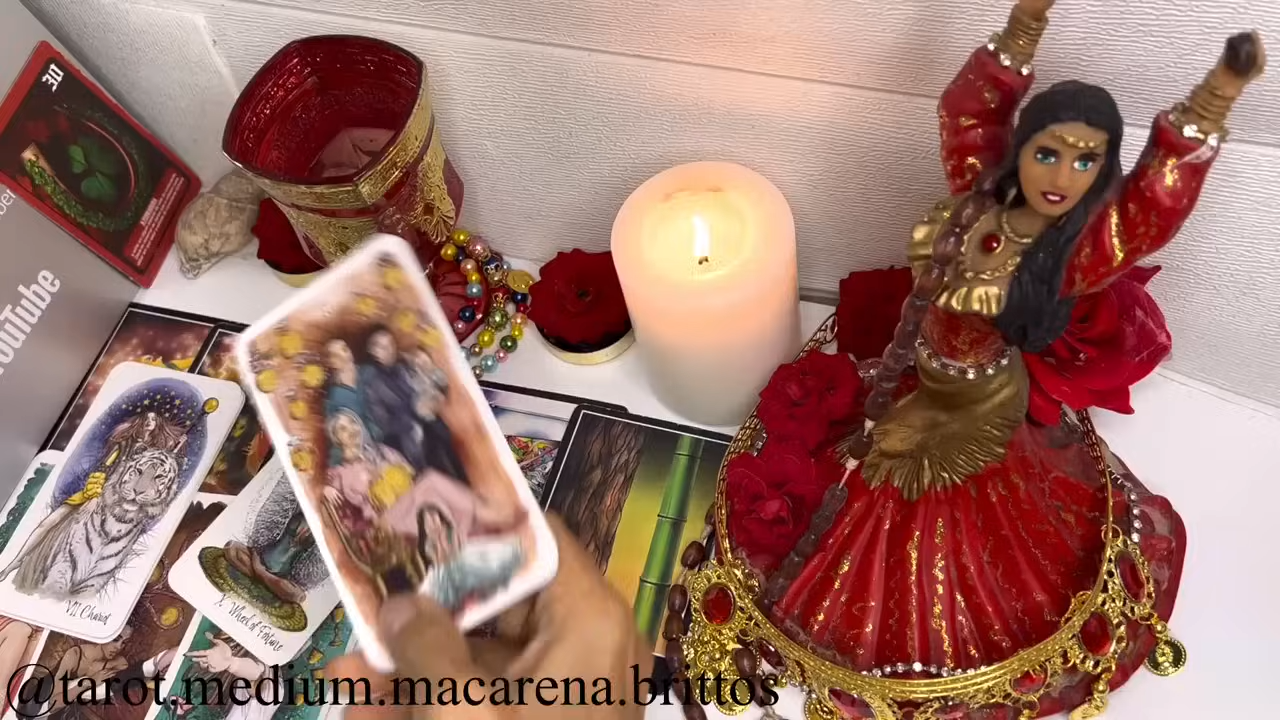 30
YouTube
VII Chariot
X Wheel of Fortune
@tarot.medium.macarena.brittos